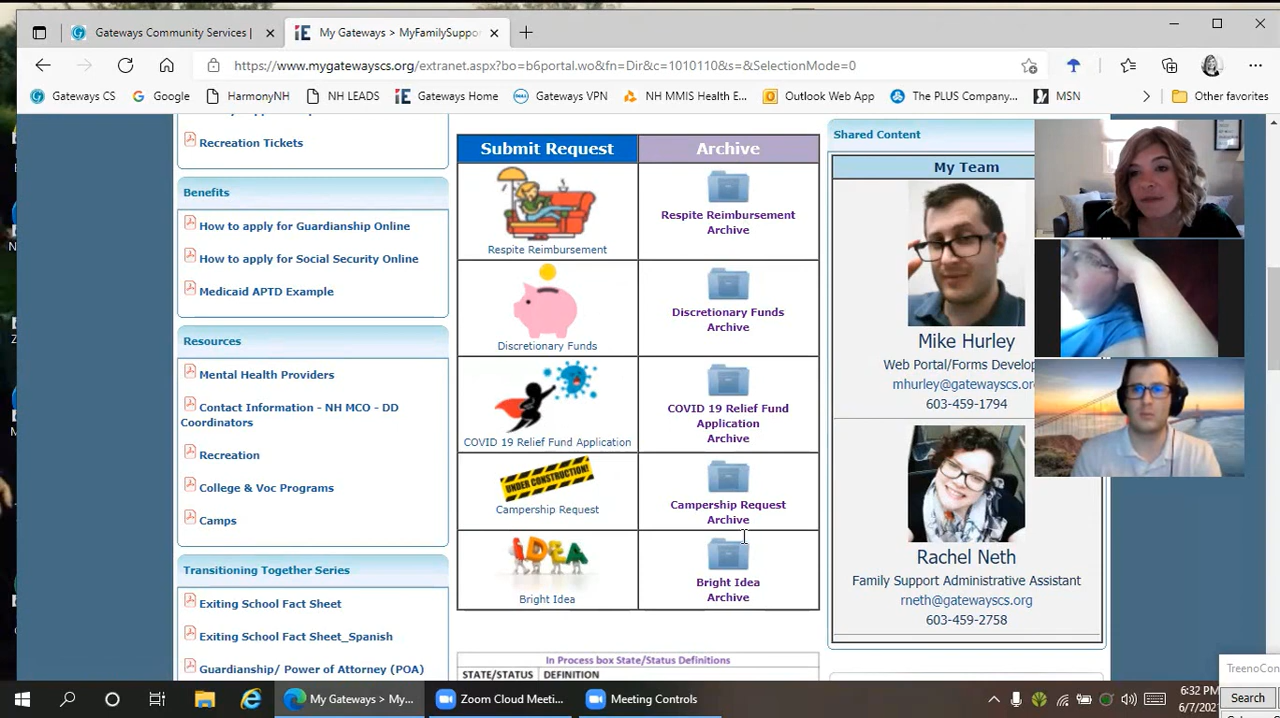 Gateways Community Services |
My Gateways > MyFamilySuppo
https://www.mygatewayscs.org/extranet.aspx?bo=b6portal.wo&fn=Dir&c=1010110&s=&SelectionMode=0
Gateways CS
Google
HarmonyNH
NH LEADS
Gateways Home
Gateways VPN
NH MMIS Health E...
Outlook Web App
The PLUS Company...
MSN
Other favorites
Recreation Tickets
Benefits
How to apply for Guardianship Online
How to apply for Social Security Online
Medicaid APTD Example
Resources
Mental Health Providers
Contact Information - NH MCO - DD
Coordinators
Recreation
College & Voc Programs
Camps
Transitioning Together Series
Exiting School Fact Sheet
Exiting School Fact Sheet_Spanish
Guardianship/ Power of Attorney (POA)
Submit Request
Archive
Respite Reimbursement
Respite Reimbursement
Archive
Discretionary Funds
Discretionary Funds
Archive
COVID 19 Relief Fund Application
COVID 19 Relief Fund
Application
Archive
UNDER CONSTRUCTION!
Campership Request
Campership Request
Archive
IDEA
Bright Idea
Bright Idea
Archive
In Process box State/Status Definitions
STATE/STATUS
DEFINITION
Shared Content
My Team
Mike Hurley
Web Portal/Forms Develop
mhurley@gatewayscs.or
603-459-1794
Rachel Neth
Family Support Administrative Assistant
rneth@gatewayscs.org
603-459-2758
TreenoCon
Search
My Gateways > My...
Zoom Cloud Meeti...
Meeting Controls
6:32 PM
6/7/202